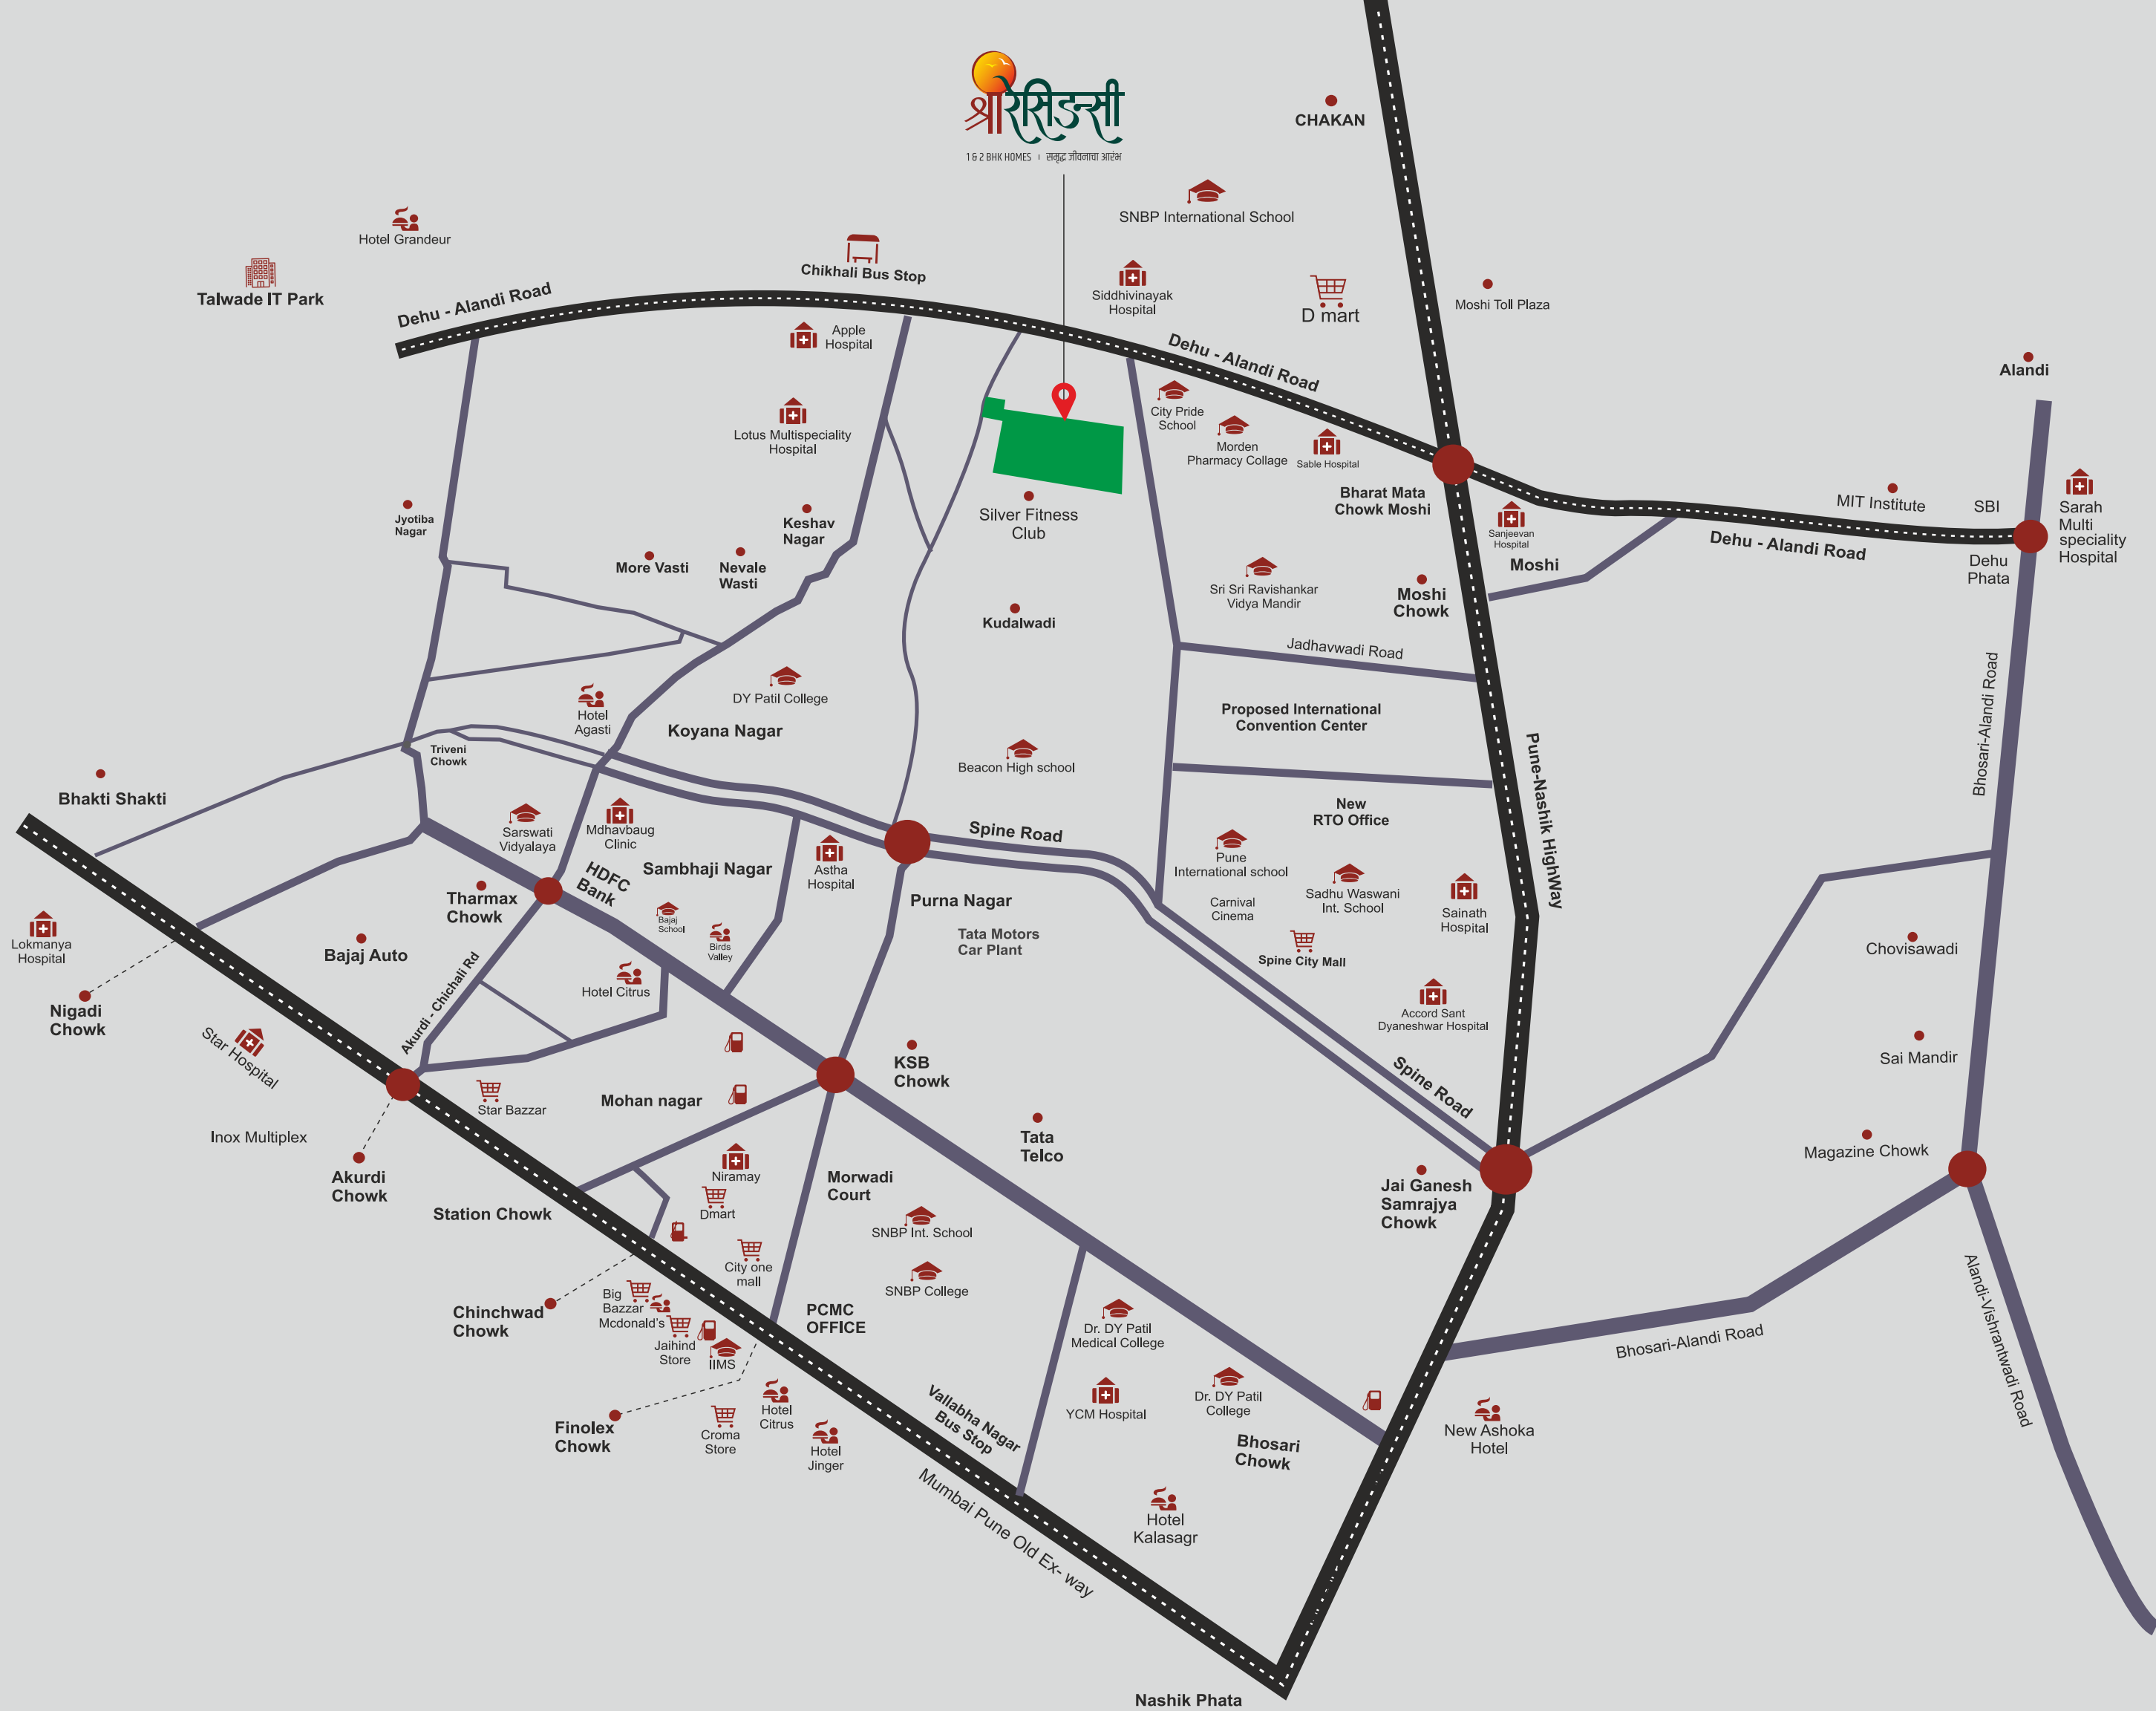 श्री रेसिडन्सी
1 & 2 BHK HOMES । समृद्ध जीवनाचा आरंभ
CHAKAN
SNBP International School
Hotel Grandeur
Talwade IT Park
Chikhali Bus Stop
Dehu - Alandi Road
Siddhivinayak
Hospital
D mart
Moshi Toll Plaza
Apple
Hospital
Dehu - Alandi Road
Alandi
City Pride
School
Lotus Multispeciality
Hospital
Morden
Pharmacy Collage
Sable Hospital
Bharat Mata
Chowk Moshi
MIT Institute
SBI
Sarah
Multi
speciality
Hospital
Jyotiba
Nagar
Keshav
Nagar
Silver Fitness
Club
Sanjeevan
Hospital
Dehu - Alandi Road
Dehu
Phata
More Vasti
Nevale
Wasti
Moshi
Sri Sri Ravishankar
Vidya Mandir
Moshi
Chowk
Kudalwadi
Jadhavwadi Road
Bhosari-Alandi Road
DY Patil College
Hotel
Agasti
Koyana Nagar
Proposed International
Convention Center
Triveni
Chowk
Beacon High school
Pune-Nashik HighWay
Bhakti Shakti
New
RTO Office
Sarswati
Vidyalaya
Mdhavbaug
Clinic
Spine Road
Sambhaji Nagar
HDFC
Bank
Astha
Hospital
Pune
International school
Sadhu Waswani
Int. School
Tharmax
Chowk
Purna Nagar
Carnival
Cinema
Sainath
Hospital
Bajaj
School
Birds
Valley
Tata Motors
Car Plant
Lokmanya
Hospital
Bajaj Auto
Spine City Mall
Chovisawadi
Akurdi - Chichali Rd
Hotel Citrus
Nigadi
Chowk
Accord Sant
Dyaneshwar Hospital
Star Hospital
KSB
Chowk
Sai Mandir
Spine Road
Star Bazzar
Mohan nagar
Inox Multiplex
Tata
Telco
Magazine Chowk
Akurdi
Chowk
Niramay
Morwadi
Court
Jai Ganesh
Samrajya
Chowk
Station Chowk
Dmart
SNBP Int. School
City one
mall
SNBP College
Alandi-Vishrantwadi Road
Chinchwad
Chowk
Big
Bazzar
Mcdonald's
PCMC
OFFICE
Jaihind
Store
IIMS
Dr. DY Patil
Medical College
Bhosari-Alandi Road
Hotel
Citrus
Vallabha Nagar
Bus Stop
YCM Hospital
Dr. DY Patil
College
Finolex
Chowk
Croma
Store
Hotel
Jinger
Bhosari
Chowk
New Ashoka
Hotel
Mumbai Pune Old Ex- way
Hotel
Kalasagr
Nashik Phata